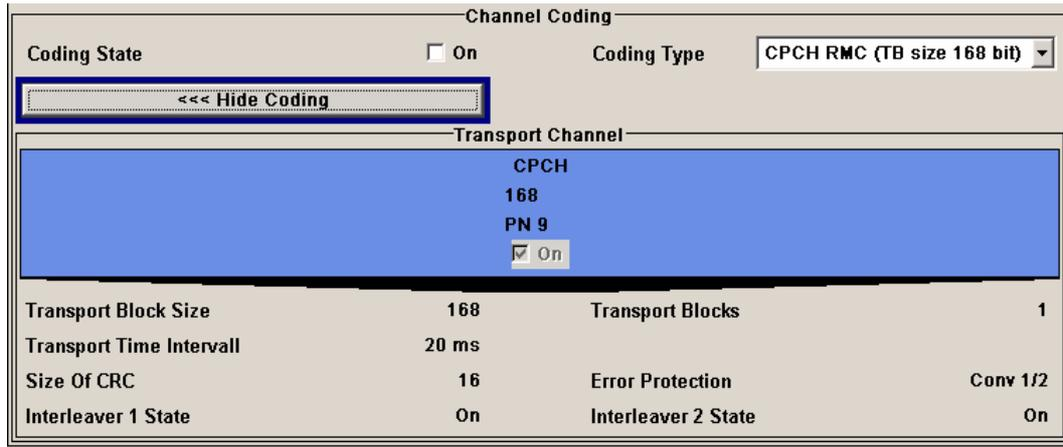 Channel Coding
Coding State On Coding Type CPCH RMC (TB size 168 bit)
<<< Hide Coding
Transport Channel
CPCH
168
PN 9
On
Transport Block Size 168 Transport Blocks 1
Transport Time Intervall 20 ms
Size Of CRC 16 Error Protection Conv 1/2
Interleaver 1 State On Interleaver 2 State On